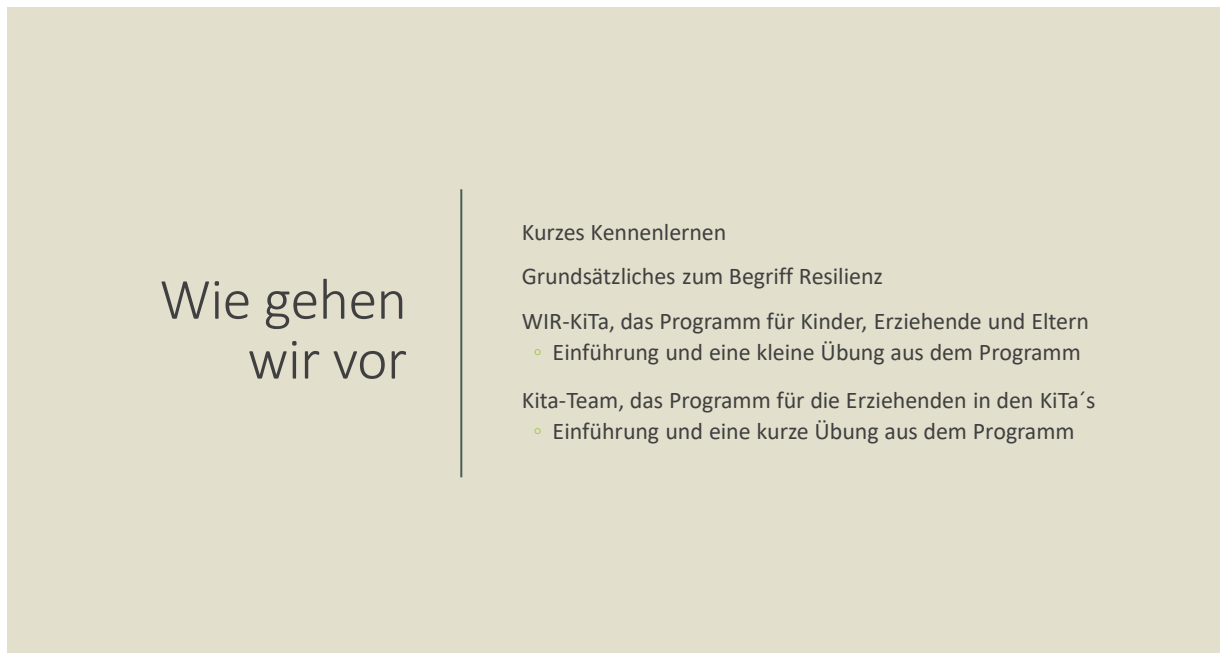 Wie gehen
wir vor
Kurzes Kennenlernen
Grundsätzliches zum Begriff Resilienz
WIR-KiTa, das Programm für Kinder, Erziehende und Eltern
◦ Einführung und eine kleine Übung aus dem Programm
Kita-Team, das Programm für die Erziehenden in den KiTa´s
◦ Einführung und eine kurze Übung aus dem Programm